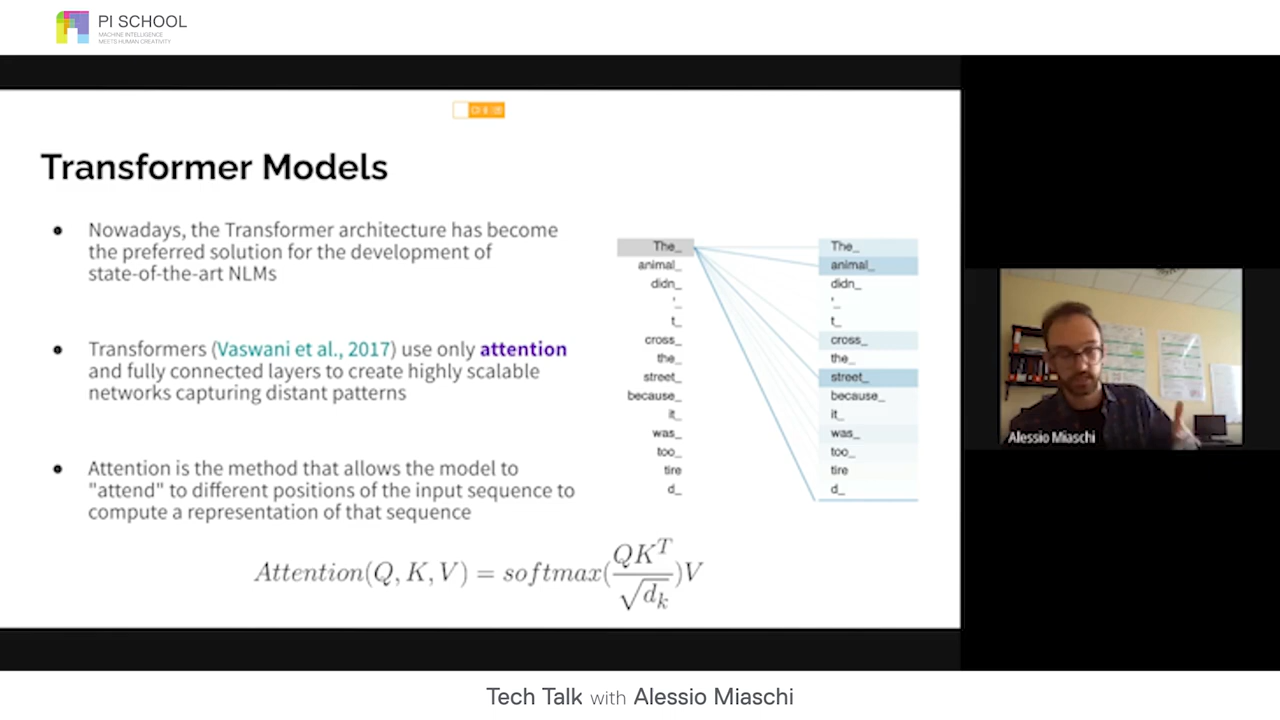 PI SCHOOL
MACHINE INTELLIGENCE
MEETS HUMAN CREATIVITY
Transformer Models
● Nowadays, the Transformer architecture has become
the preferred solution for the development of
state-of-the-art NLMs
● Transformers (Vaswani et al., 2017) use only attention
and fully connected layers to create highly scalable
networks capturing distant patterns
● Attention is the method that allows the model to
"attend" to different positions of the input sequence to
compute a representation of that sequence
Attention(Q, K, V) = softmax(QK^T/√d_k)V
The_
animal_
didn_
'_
t_
cross_
the_
street_
because_
it_
was_
too_
tire
d_
The_
animal_
didn_
'_
t_
cross_
the_
street_
because_
it_
was_
too_
tire
d_
Alessio Miaschi
Tech Talk with Alessio Miaschi